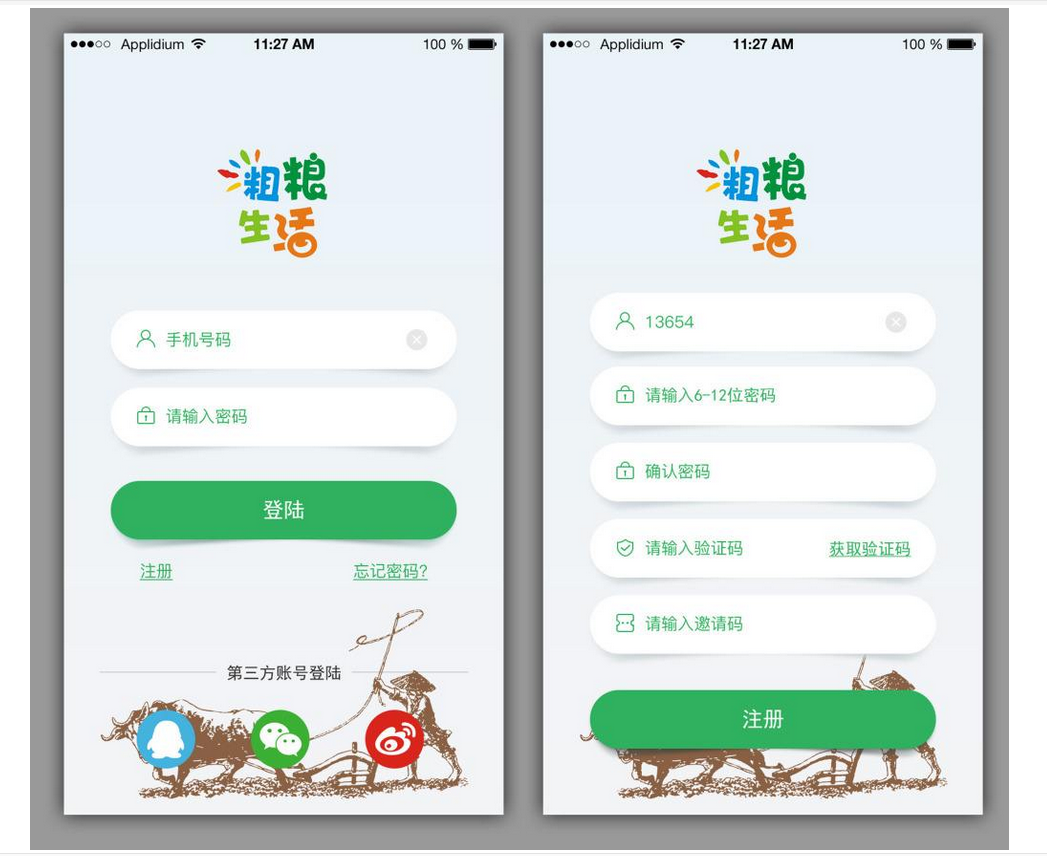 Applidium 11:27 AM 100 %
粗粮
生活
手机号码
请输入密码
登陆
注册 忘记密码?
第三方账号登陆
Applidium 11:27 AM 100 %
粗粮
生活
13654
请输入6-12位密码
确认密码
请输入验证码 获取验证码
请输入邀请码
注册